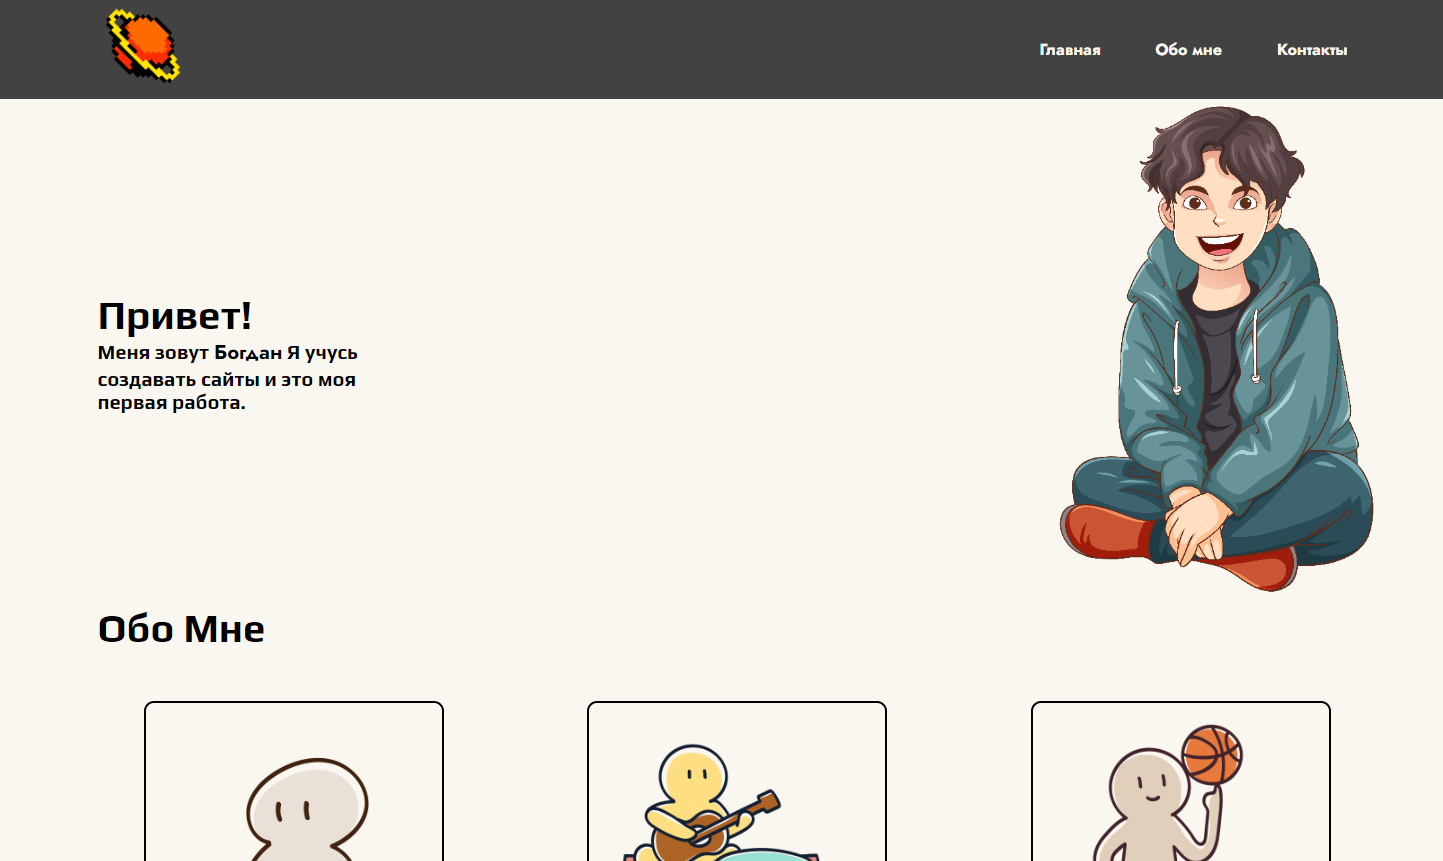 Главная Обо мне Контакты
Привет!
Меня зовут Богдан Я учусь
создавать сайты и это моя
первая работа.
Обо Мне